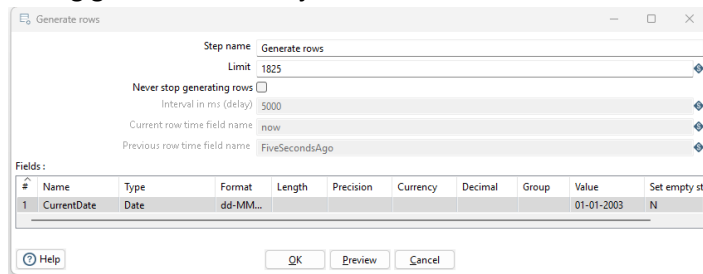 Generate rows
Step name Generate rows
Limit 1825
Never stop generating rows
Interval in ms (delay) 5000
Current row time field name now
Previous row time field name FiveSecondsAgo
Fields :
# Name Type Format Length Precision Currency Decimal Group Value Set empty st
1 CurrentDate Date dd-MM... 01-01-2003 N
Help OK Preview Cancel